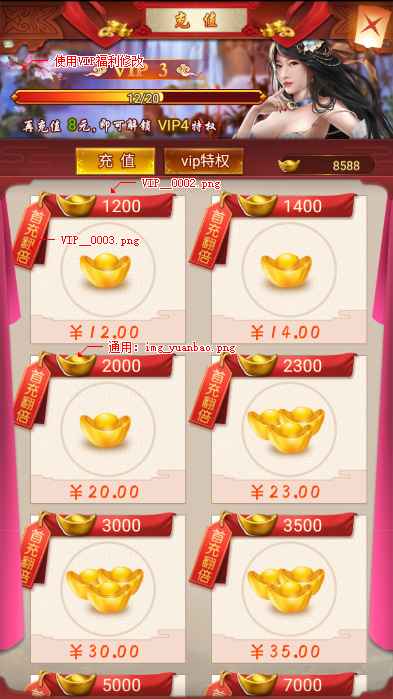 充值
使用VIP福利修改
VIP 3
12/20
再充值 8元,即可解锁 VIP4特权
充值
vip特权
8588
VIP__0002.png
1200
1400
首充翻倍
首充翻倍
VIP__0003.png
¥12.00
¥14.00
通用: img_yuanbao.png
2000
2300
首充翻倍
首充翻倍
¥20.00
¥23.00
3000
3500
首充翻倍
首充翻倍
¥30.00
¥35.00
5000
7000